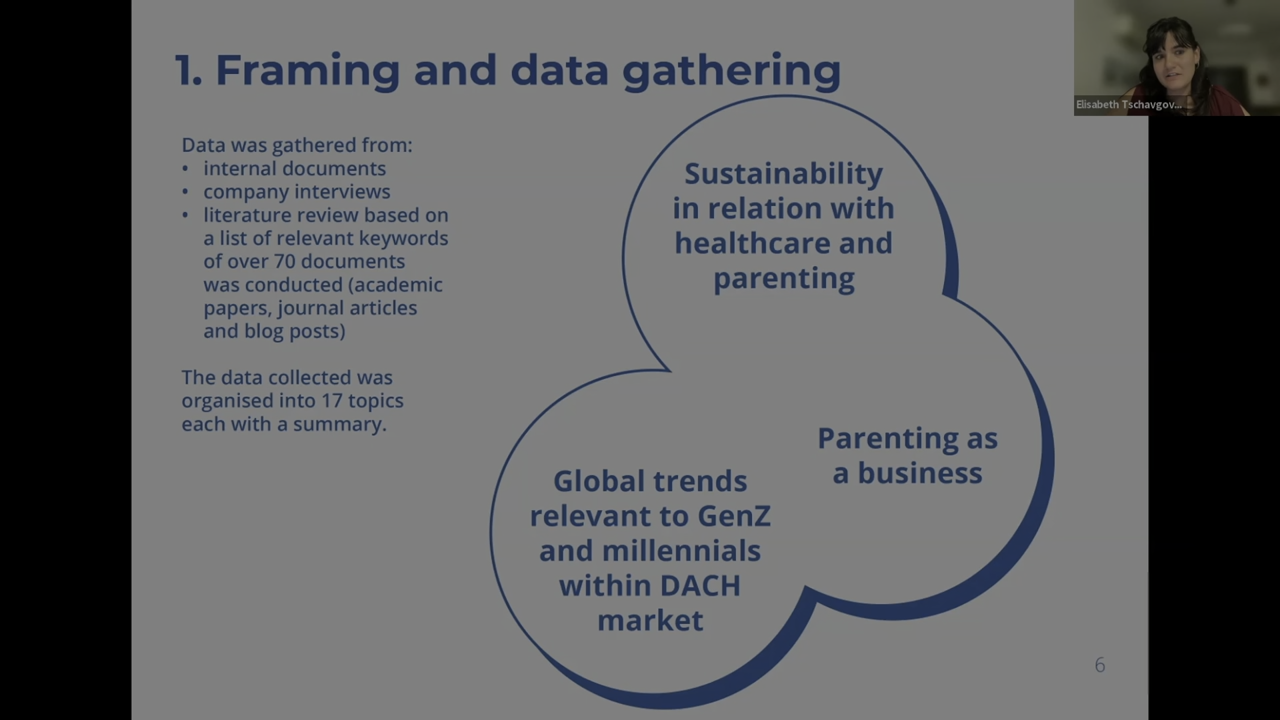 1. Framing and data gathering
Elisabeth Tschavgov...
Data was gathered from:
• internal documents
• company interviews
• literature review based on
a list of relevant keywords
of over 70 documents
was conducted (academic
papers, journal articles
and blog posts)
The data collected was
organised into 17 topics
each with a summary.
Sustainability
in relation with
healthcare and
parenting
Parenting as
a business
Global trends
relevant to GenZ
and millennials
within DACH
market
6